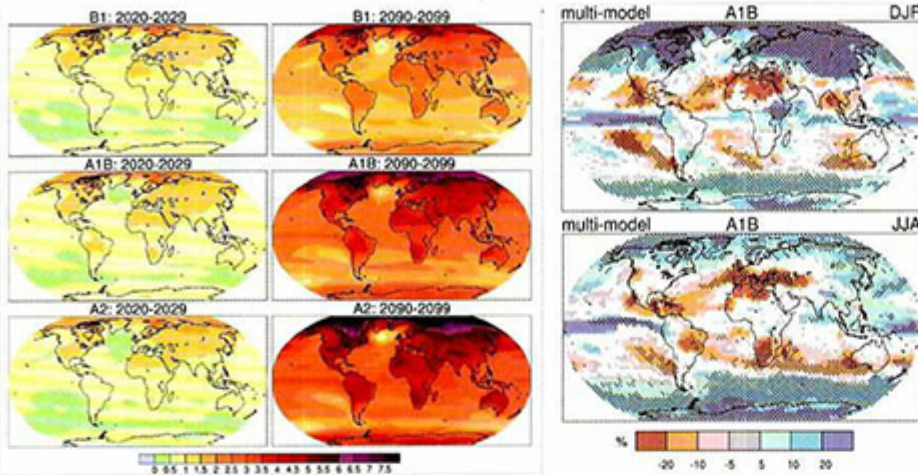 B1: 2020-2029
B1: 2090-2099
A1B: 2020-2029
A1B: 2090-2099
A2: 2020-2029
A2: 2090-2099
0 0.5 1 1.5 2 2.5 3 3.5 4 4.5 5 5.5 6 6.5 7 7.5
multi-model A1B DJF
multi-model A1B JJA
%
-20 -10 -5 5 10 20